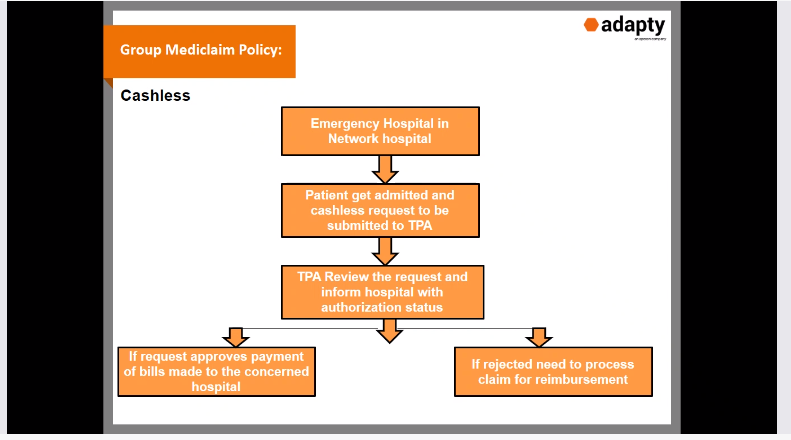 adapty
Group Mediclaim Policy:
Cashless
Emergency Hospital in
Network hospital
Patient get admitted and
cashless request to be
submitted to TPA
TPA Review the request and
inform hospital with
authorization status
If request approves payment
of bills made to the concerned
hospital
If rejected need to process
claim for reimbursement